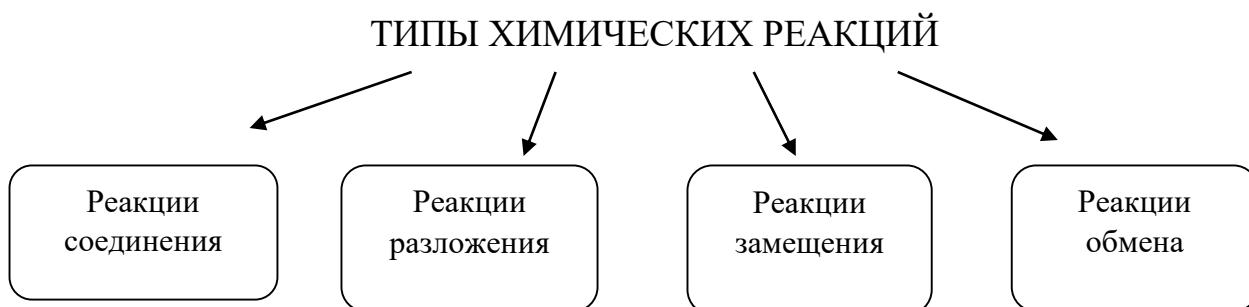 ТИПЫ ХИМИЧЕСКИХ РЕАКЦИЙ
Реакции
соединения
Реакции
разложения
Реакции
замещения
Реакции
обмена